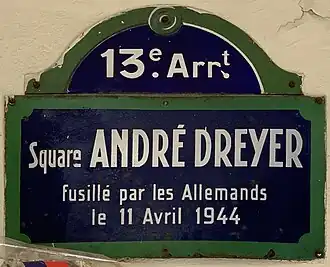 13e. Arrt.
Square ANDRÉ DREYER
fusillé par les Allemands
le 11 Avril 1944